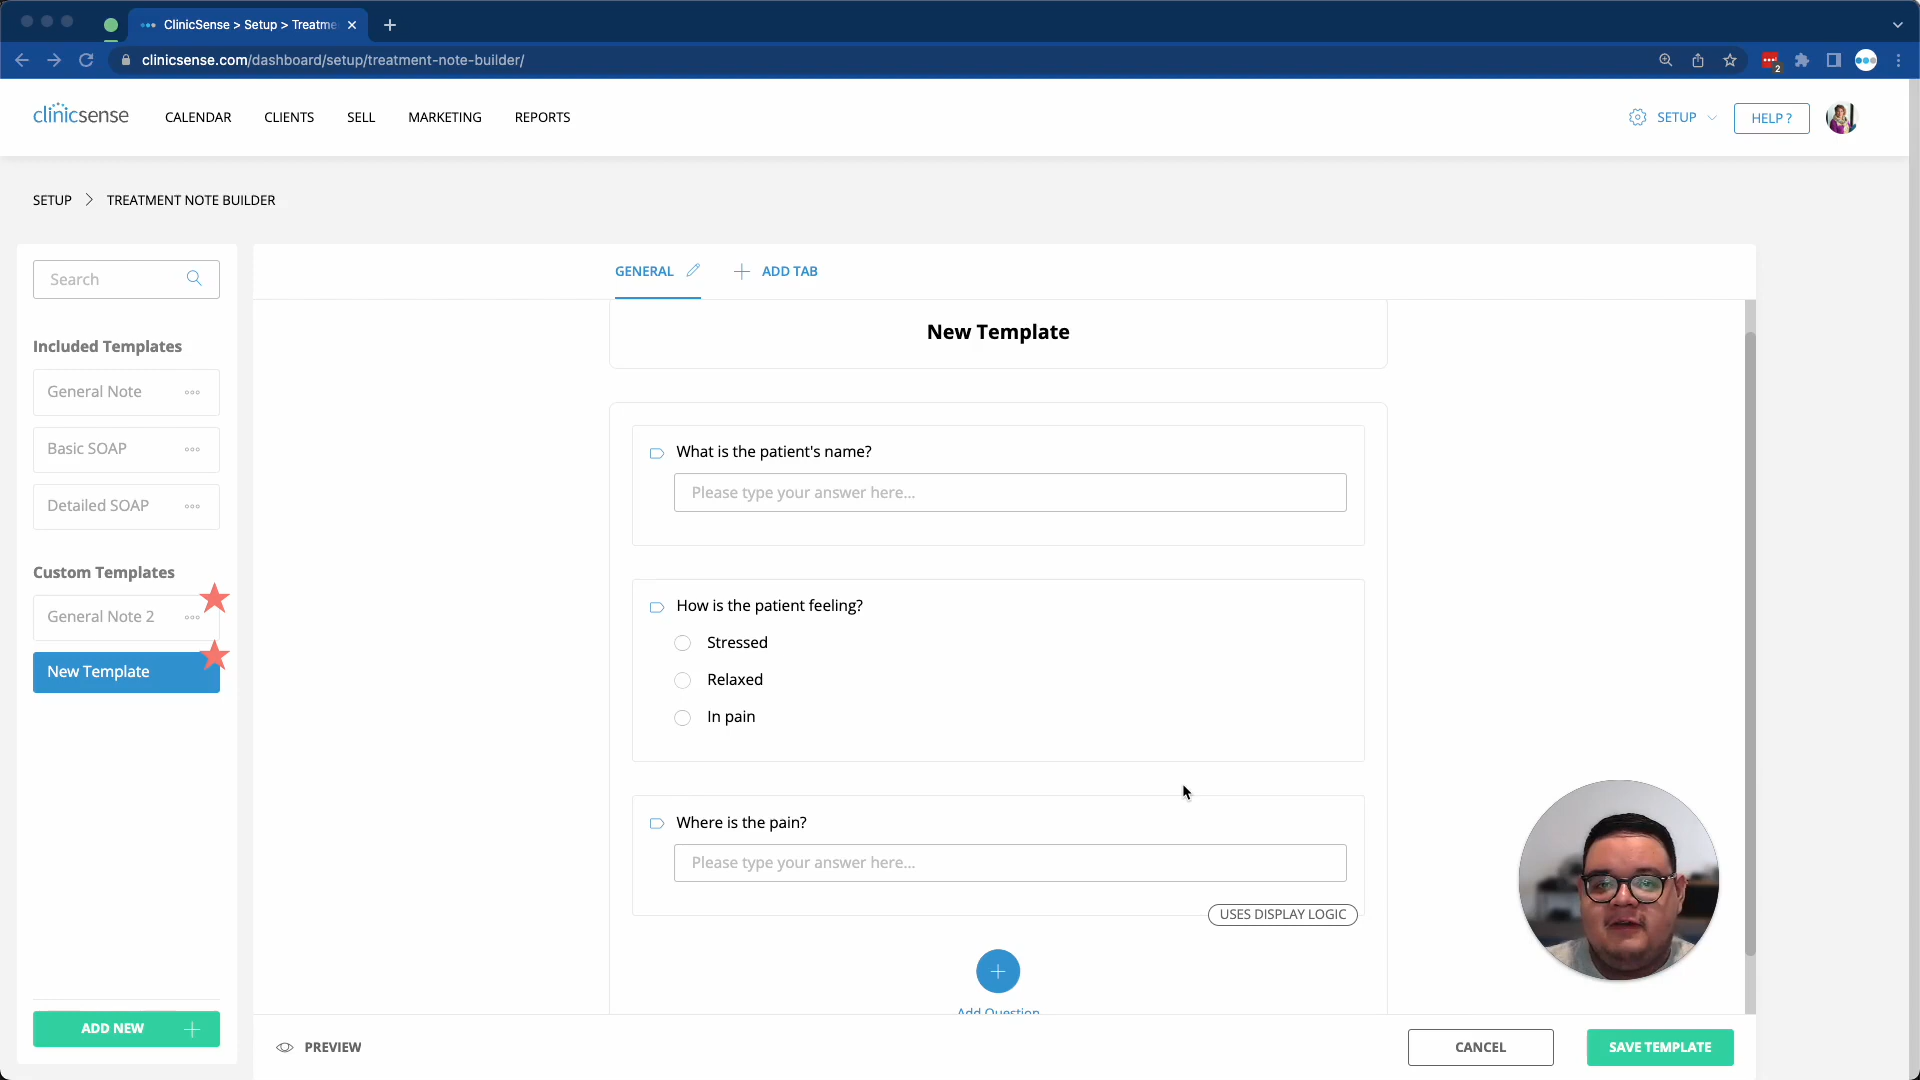 ClinicSense > Setup > Treatme
clinicsense.com/dashboard/setup/treatment-note-builder/
2
clinicsense
CALENDAR
CLIENTS
SELL
MARKETING
REPORTS
SETUP
HELP ?
SETUP
TREATMENT NOTE BUILDER
Search
Included Templates
General Note
Basic SOAP
Detailed SOAP
Custom Templates
General Note 2
New Template
ADD NEW
GENERAL
ADD TAB
New Template
What is the patient's name?
Please type your answer here...
How is the patient feeling?
Stressed
Relaxed
In pain
Where is the pain?
Please type your answer here...
USES DISPLAY LOGIC
Add Question
PREVIEW
CANCEL
SAVE TEMPLATE